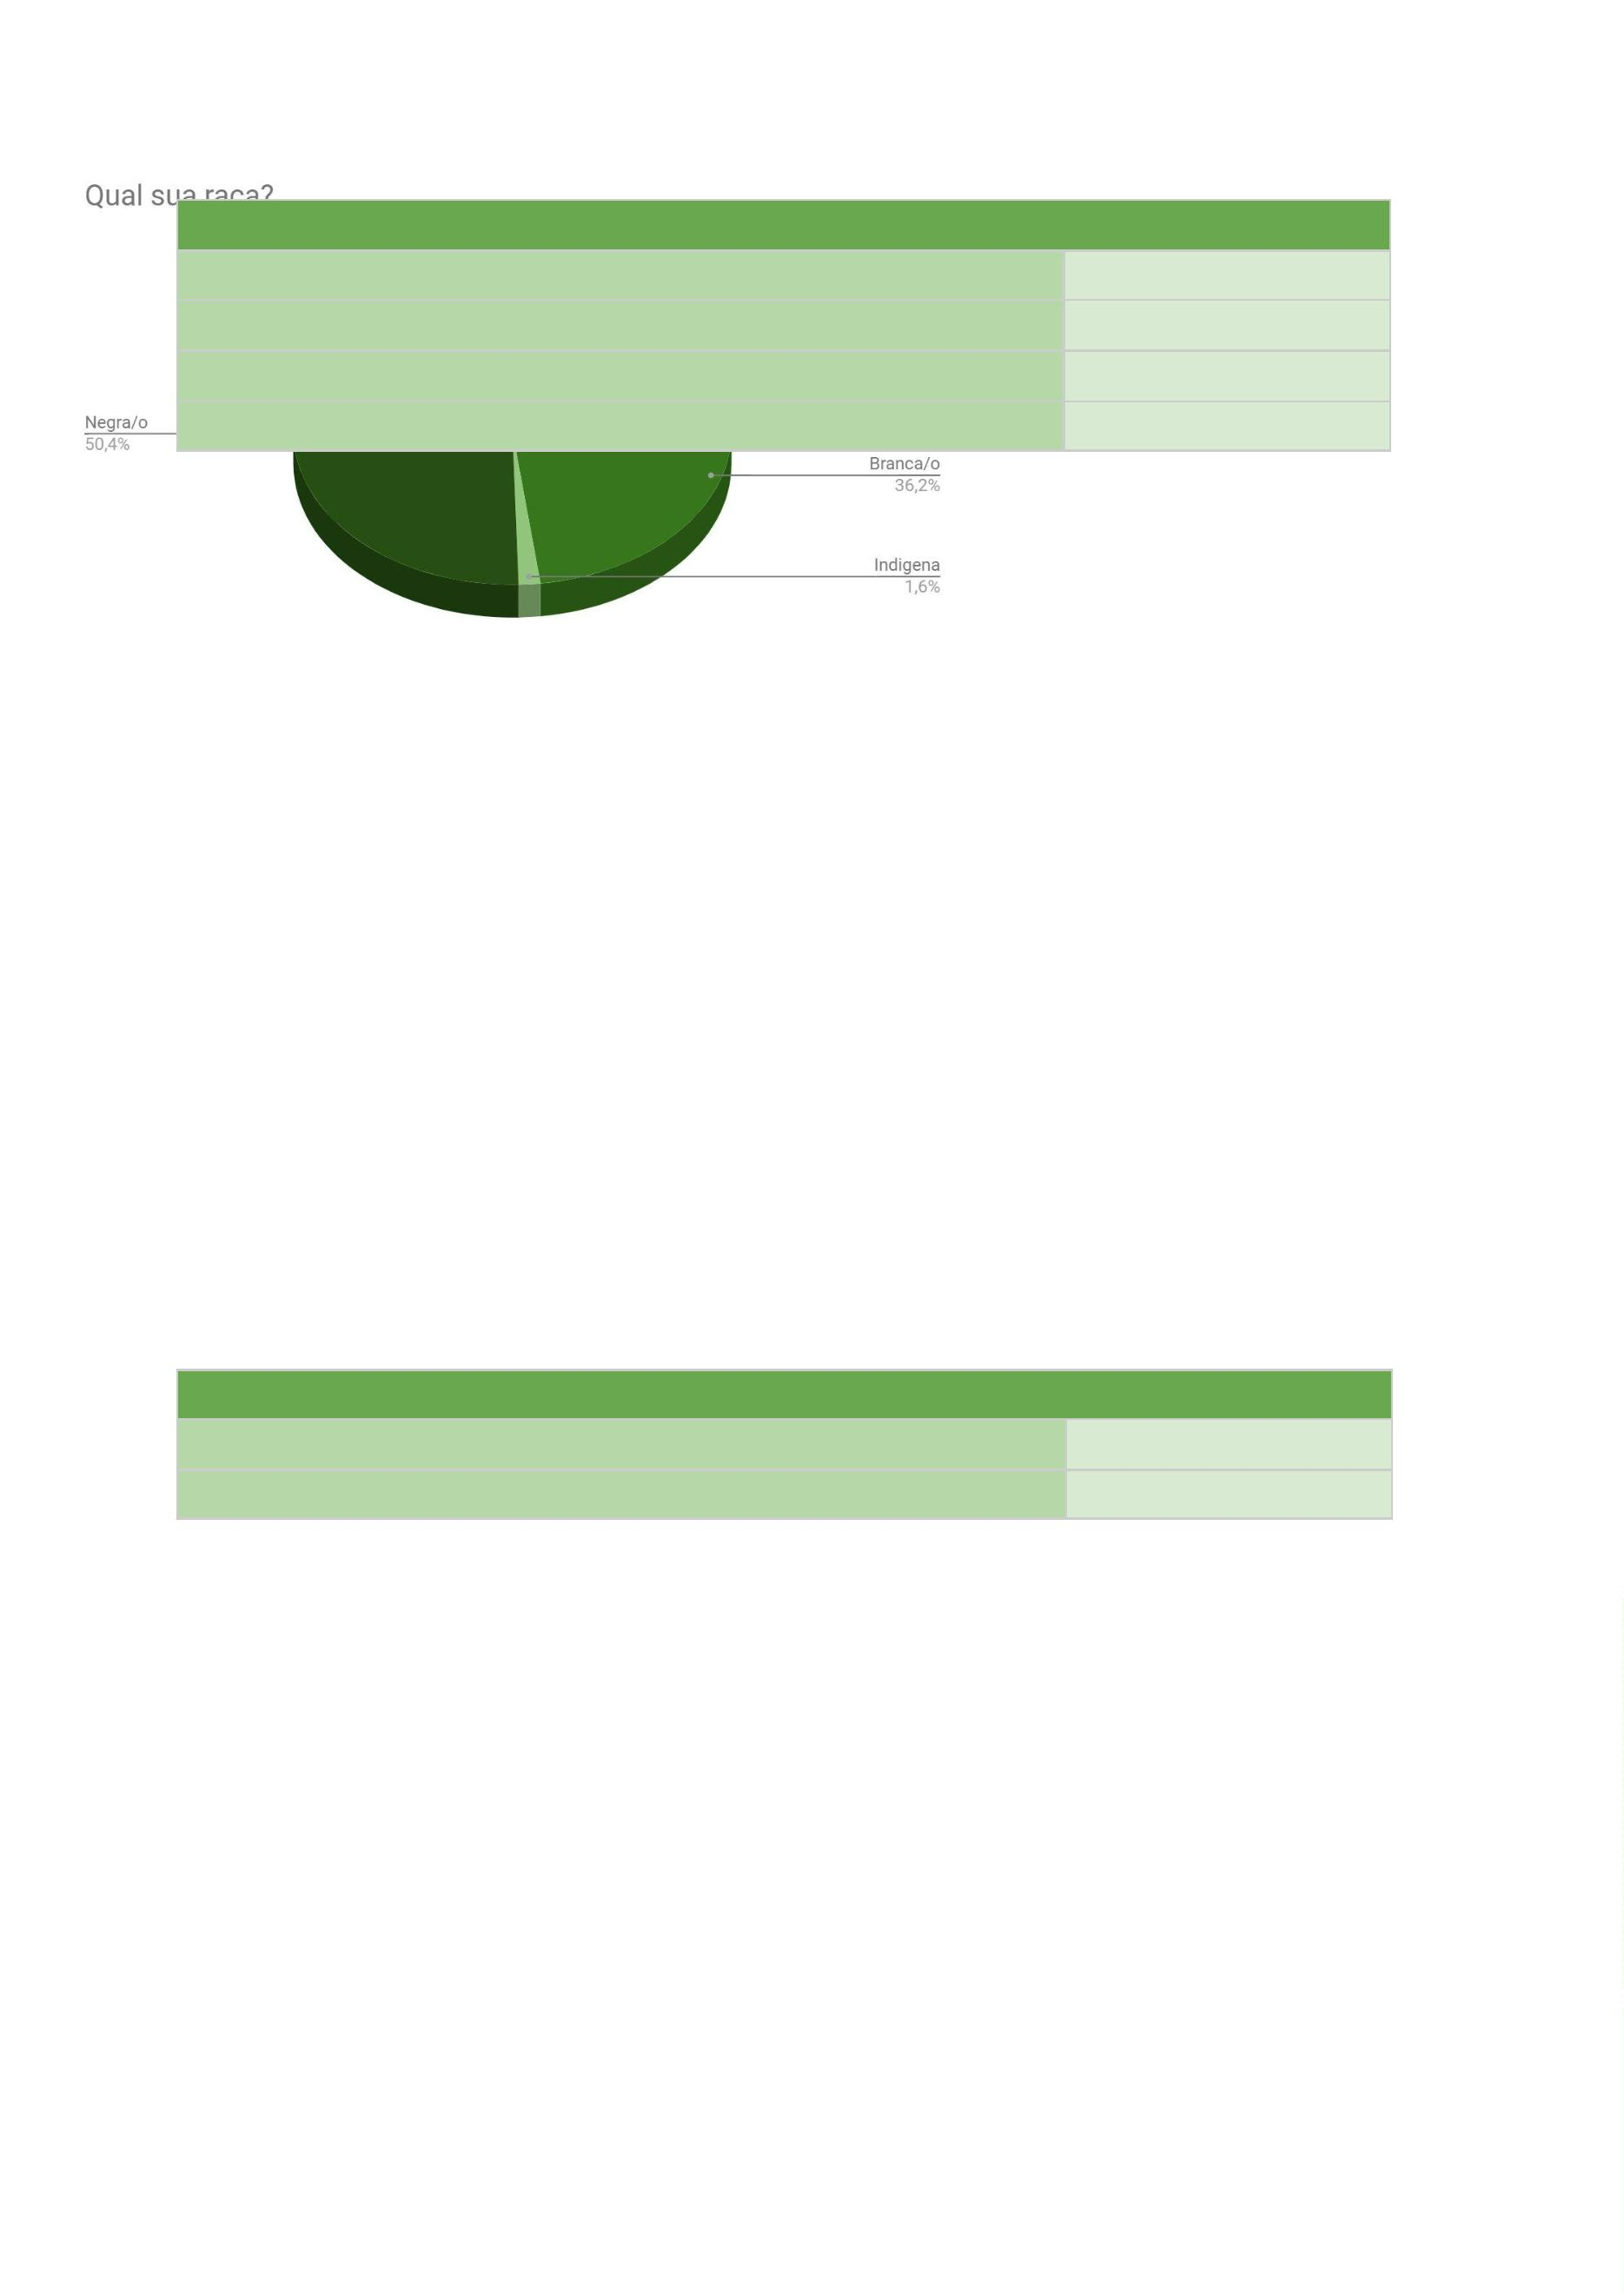 Qual sua raça?
Negra/o
50,4%
Branca/o
36,2%
Indigena
1,6%